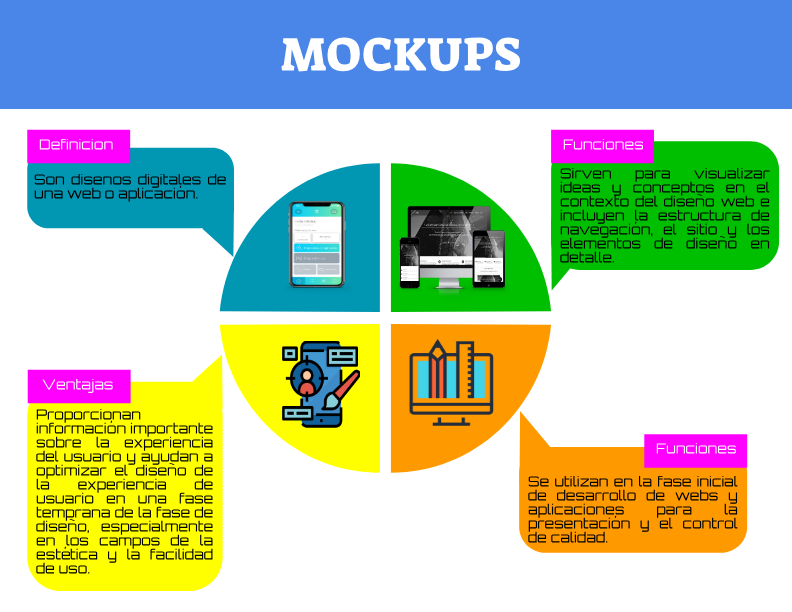 MOCKUPS
Definicion
Son disenos digitales de
una web o aplicación.
Funciones
Sirven para visualizar
ideas y conceptos en el
contexto del diseño web e
incluyen la estructura de
navegación, el sitio y los
elementos de diseño en
detalle.
Ventajas
Proporcionan
información importante
sobre la experiencia
del usuario y ayudan a
optimizar el diseño de
la experiencia de
usuario en una fase
temprana de la fase de
diseño, especialmente
en los campos de la
estética y la facilidad
de uso.
Funciones
Se utilizan en la fase inicial
de desarrollo de webs y
aplicaciones para la
presentación y el control
de calidad.